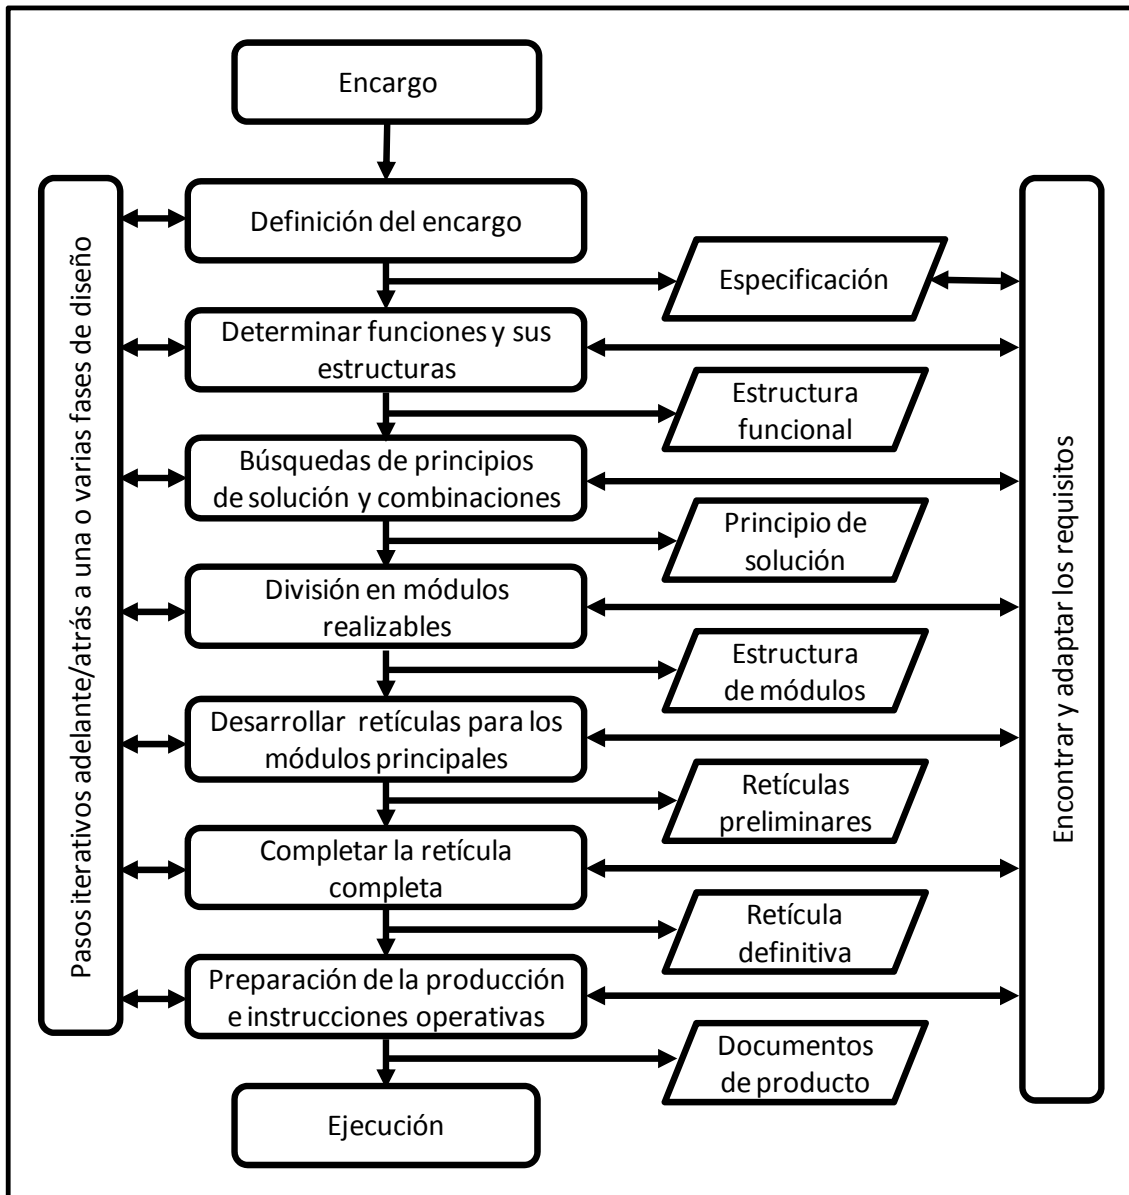 Encargo
Definición del encargo
Especificación
Determinar funciones y sus
estructuras
Estructura
funcional
Búsquedas de principios
de solución y combinaciones
Principio de
solución
División en módulos
realizables
Estructura
de módulos
Desarrollar retículas para los
módulos principales
Retículas
preliminares
Completar la retícula
completa
Retícula
definitiva
Preparación de la producción
e instrucciones operativas
Documentos
de producto
Ejecución
Pasos iterativos adelante/atrás a una o varias fases de diseño
Encontrar y adaptar los requisitos